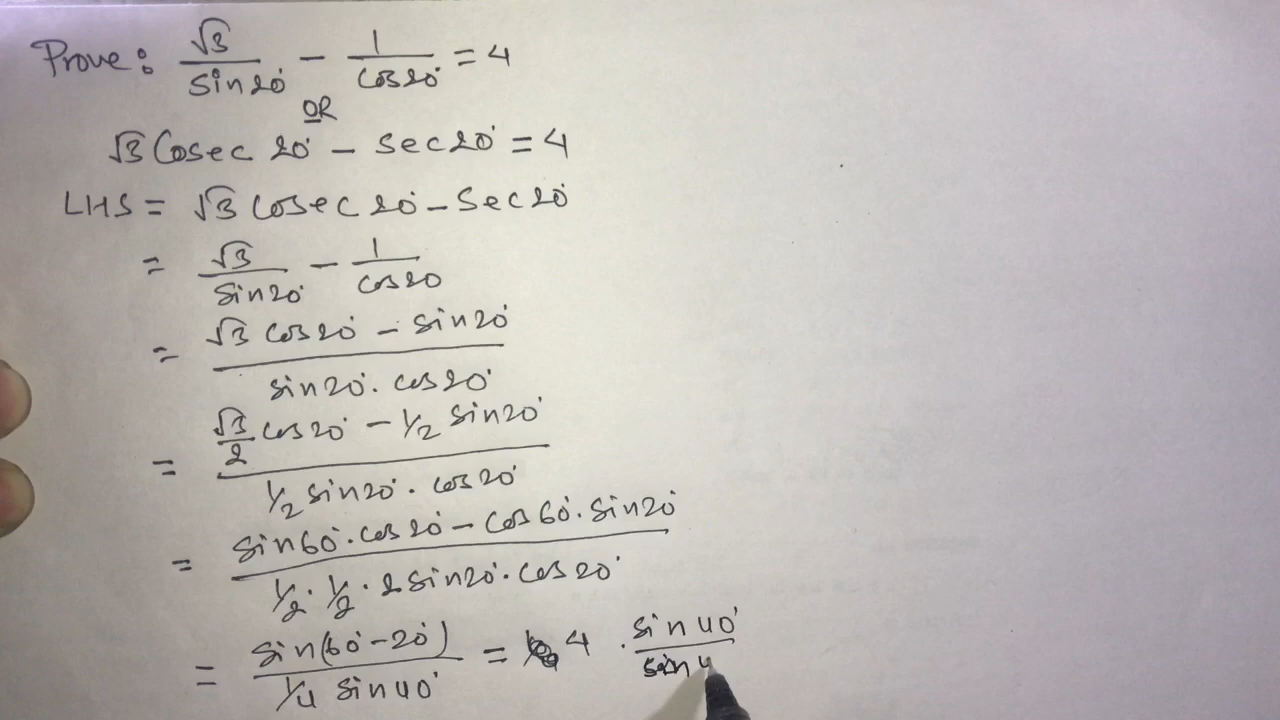 Prove: √3/sin20° - 1/cos20° = 4
OR
√3 Cosec 20° - sec20° = 4
LHS = √3 cosec 20° - Sec20°
= √3/sin20° - 1/cos20
= √3 cos20° - sin20°/sin20°. cos20°
= √3/2 cos20° - 1/2 sin20°/1/2 sin20°. cos20°
= sin60°.cos20° - cos60°.sin20°/1/2. 1/2. 2sin20°.cos20°
= sin(60°-20°)/1/4 sin40° = 4 . sin40°/sin4